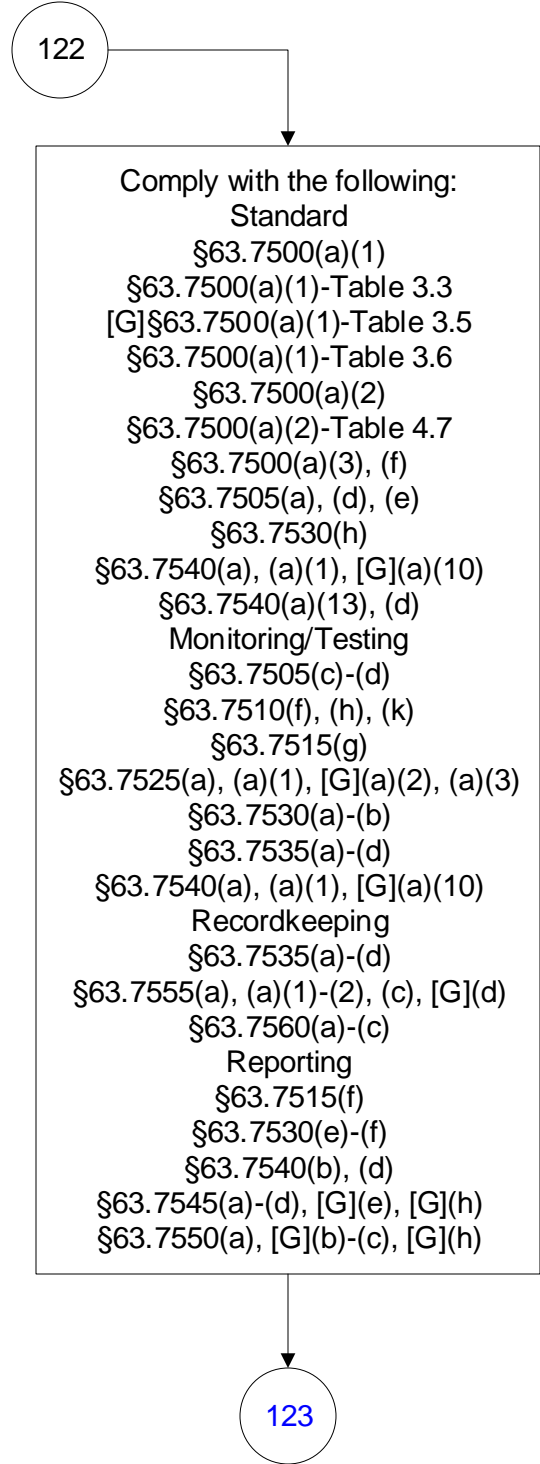 122
Comply with the following:
Standard
§63.7500(a)(1)
§63.7500(a)(1)-Table 3.3
[G]§63.7500(a)(1)-Table 3.5
§63.7500(a)(1)-Table 3.6
§63.7500(a)(2)
§63.7500(a)(2)-Table 4.7
§63.7500(a)(3), (f)
§63.7505(a), (d), (e)
§63.7530(h)
§63.7540(a), (a)(1), [G](a)(10)
§63.7540(a)(13), (d)
Monitoring/Testing
§63.7505(c)-(d)
§63.7510(f), (h), (k)
§63.7515(g)
§63.7525(a), (a)(1), [G](a)(2), (a)(3)
§63.7530(a)-(b)
§63.7535(a)-(d)
§63.7540(a), (a)(1), [G](a)(10)
Recordkeeping
§63.7535(a)-(d)
§63.7555(a), (a)(1)-(2), (c), [G](d)
§63.7560(a)-(c)
Reporting
§63.7515(f)
§63.7530(e)-(f)
§63.7540(b), (d)
§63.7545(a)-(d), [G](e), [G](h)
§63.7550(a), [G](b)-(c), [G](h)
123